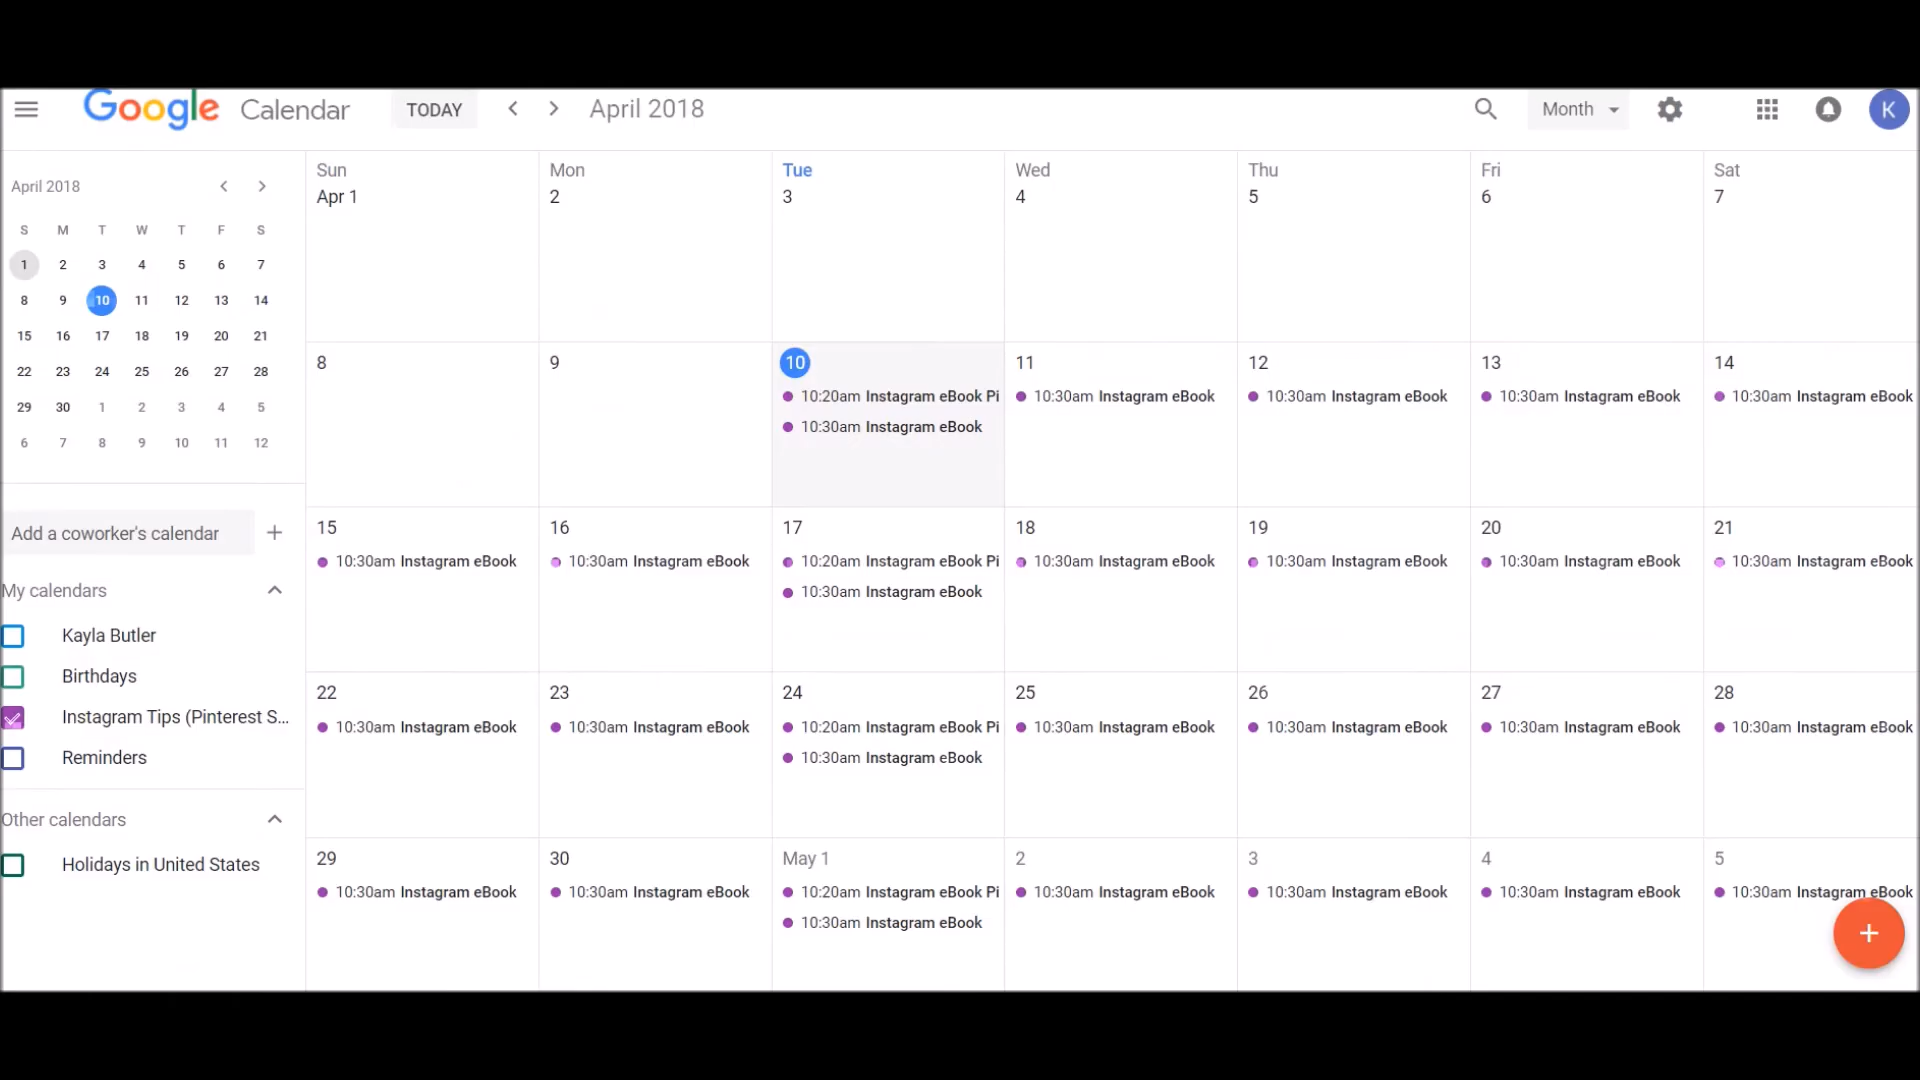 Google Calendar TODAY April 2018 Month K
April 2018
S M T W T F S
1 2 3 4 5 6 7
8 9 10 11 12 13 14
15 16 17 18 19 20 21
22 23 24 25 26 27 28
29 30 1 2 3 4 5
6 7 8 9 10 11 12
Add a coworker's calendar
My calendars
Kayla Butler
Birthdays
Instagram Tips (Pinterest S...
Reminders
Other calendars
Holidays in United States
Sun Mon Tue Wed Thu Fri Sat
Apr 1 2 3 4 5 6 7
8 9 10 11 12 13 14
10:20am Instagram eBook Pi 10:30am Instagram eBook 10:30am Instagram eBook 10:30am Instagram eBook 10:30am Instagram eBook
10:30am Instagram eBook
15 16 17 18 19 20 21
10:30am Instagram eBook 10:30am Instagram eBook 10:20am Instagram eBook Pi 10:30am Instagram eBook 10:30am Instagram eBook 10:30am Instagram eBook 10:30am Instagram eBook
10:30am Instagram eBook
22 23 24 25 26 27 28
10:30am Instagram eBook 10:30am Instagram eBook 10:20am Instagram eBook Pi 10:30am Instagram eBook 10:30am Instagram eBook 10:30am Instagram eBook 10:30am Instagram eBook
10:30am Instagram eBook
29 30 May 1 2 3 4 5
10:30am Instagram eBook 10:30am Instagram eBook 10:20am Instagram eBook Pi 10:30am Instagram eBook 10:30am Instagram eBook 10:30am Instagram eBook 10:30am Instagram eBook
10:30am Instagram eBook